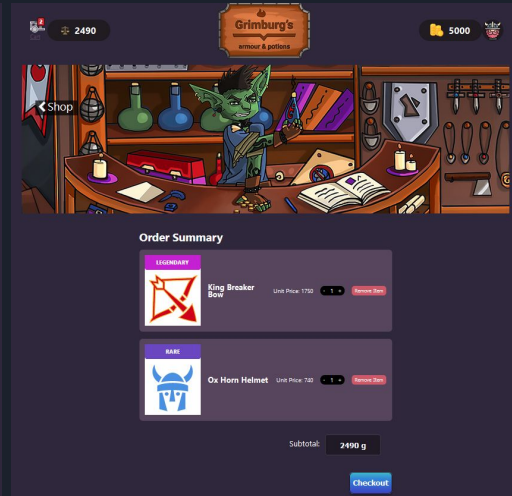 2
2490
Grimburg's
armour & potions
5000
Shop
Order Summary
LEGENDARY
King Breaker
Bow
Unit Price: 1750
- 1 +
Remove Item
RARE
Ox Horn Helmet
Unit Price: 740
- 1 +
Remove Item
Subtotal:
2490 g
Checkout